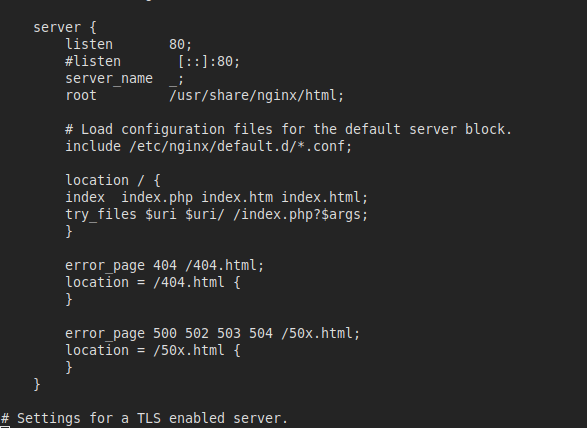 server {
listen 80;
#listen [::]:80;
server_name _;
root /usr/share/nginx/html;
# Load configuration files for the default server block.
include /etc/nginx/default.d/*.conf;
location / {
index index.php index.htm index.html;
try_files $uri $uri/ /index.php?$args;
}
error_page 404 /404.html;
location = /404.html {
}
error_page 500 502 503 504 /50x.html;
location = /50x.html {
}
}
# Settings for a TLS enabled server.